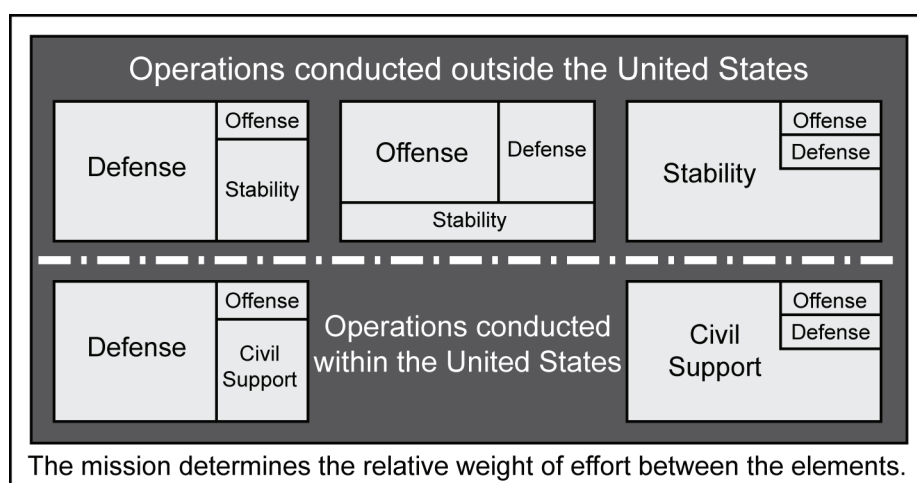 Operations conducted outside the United States
Defense
Offense
Stability
Offense
Defense
Stability
Stability
Offense
Defense
Defense
Offense
Civil
Support
Operations conducted
within the United States
Civil
Support
Offense
Defense
The mission determines the relative weight of effort between the elements.